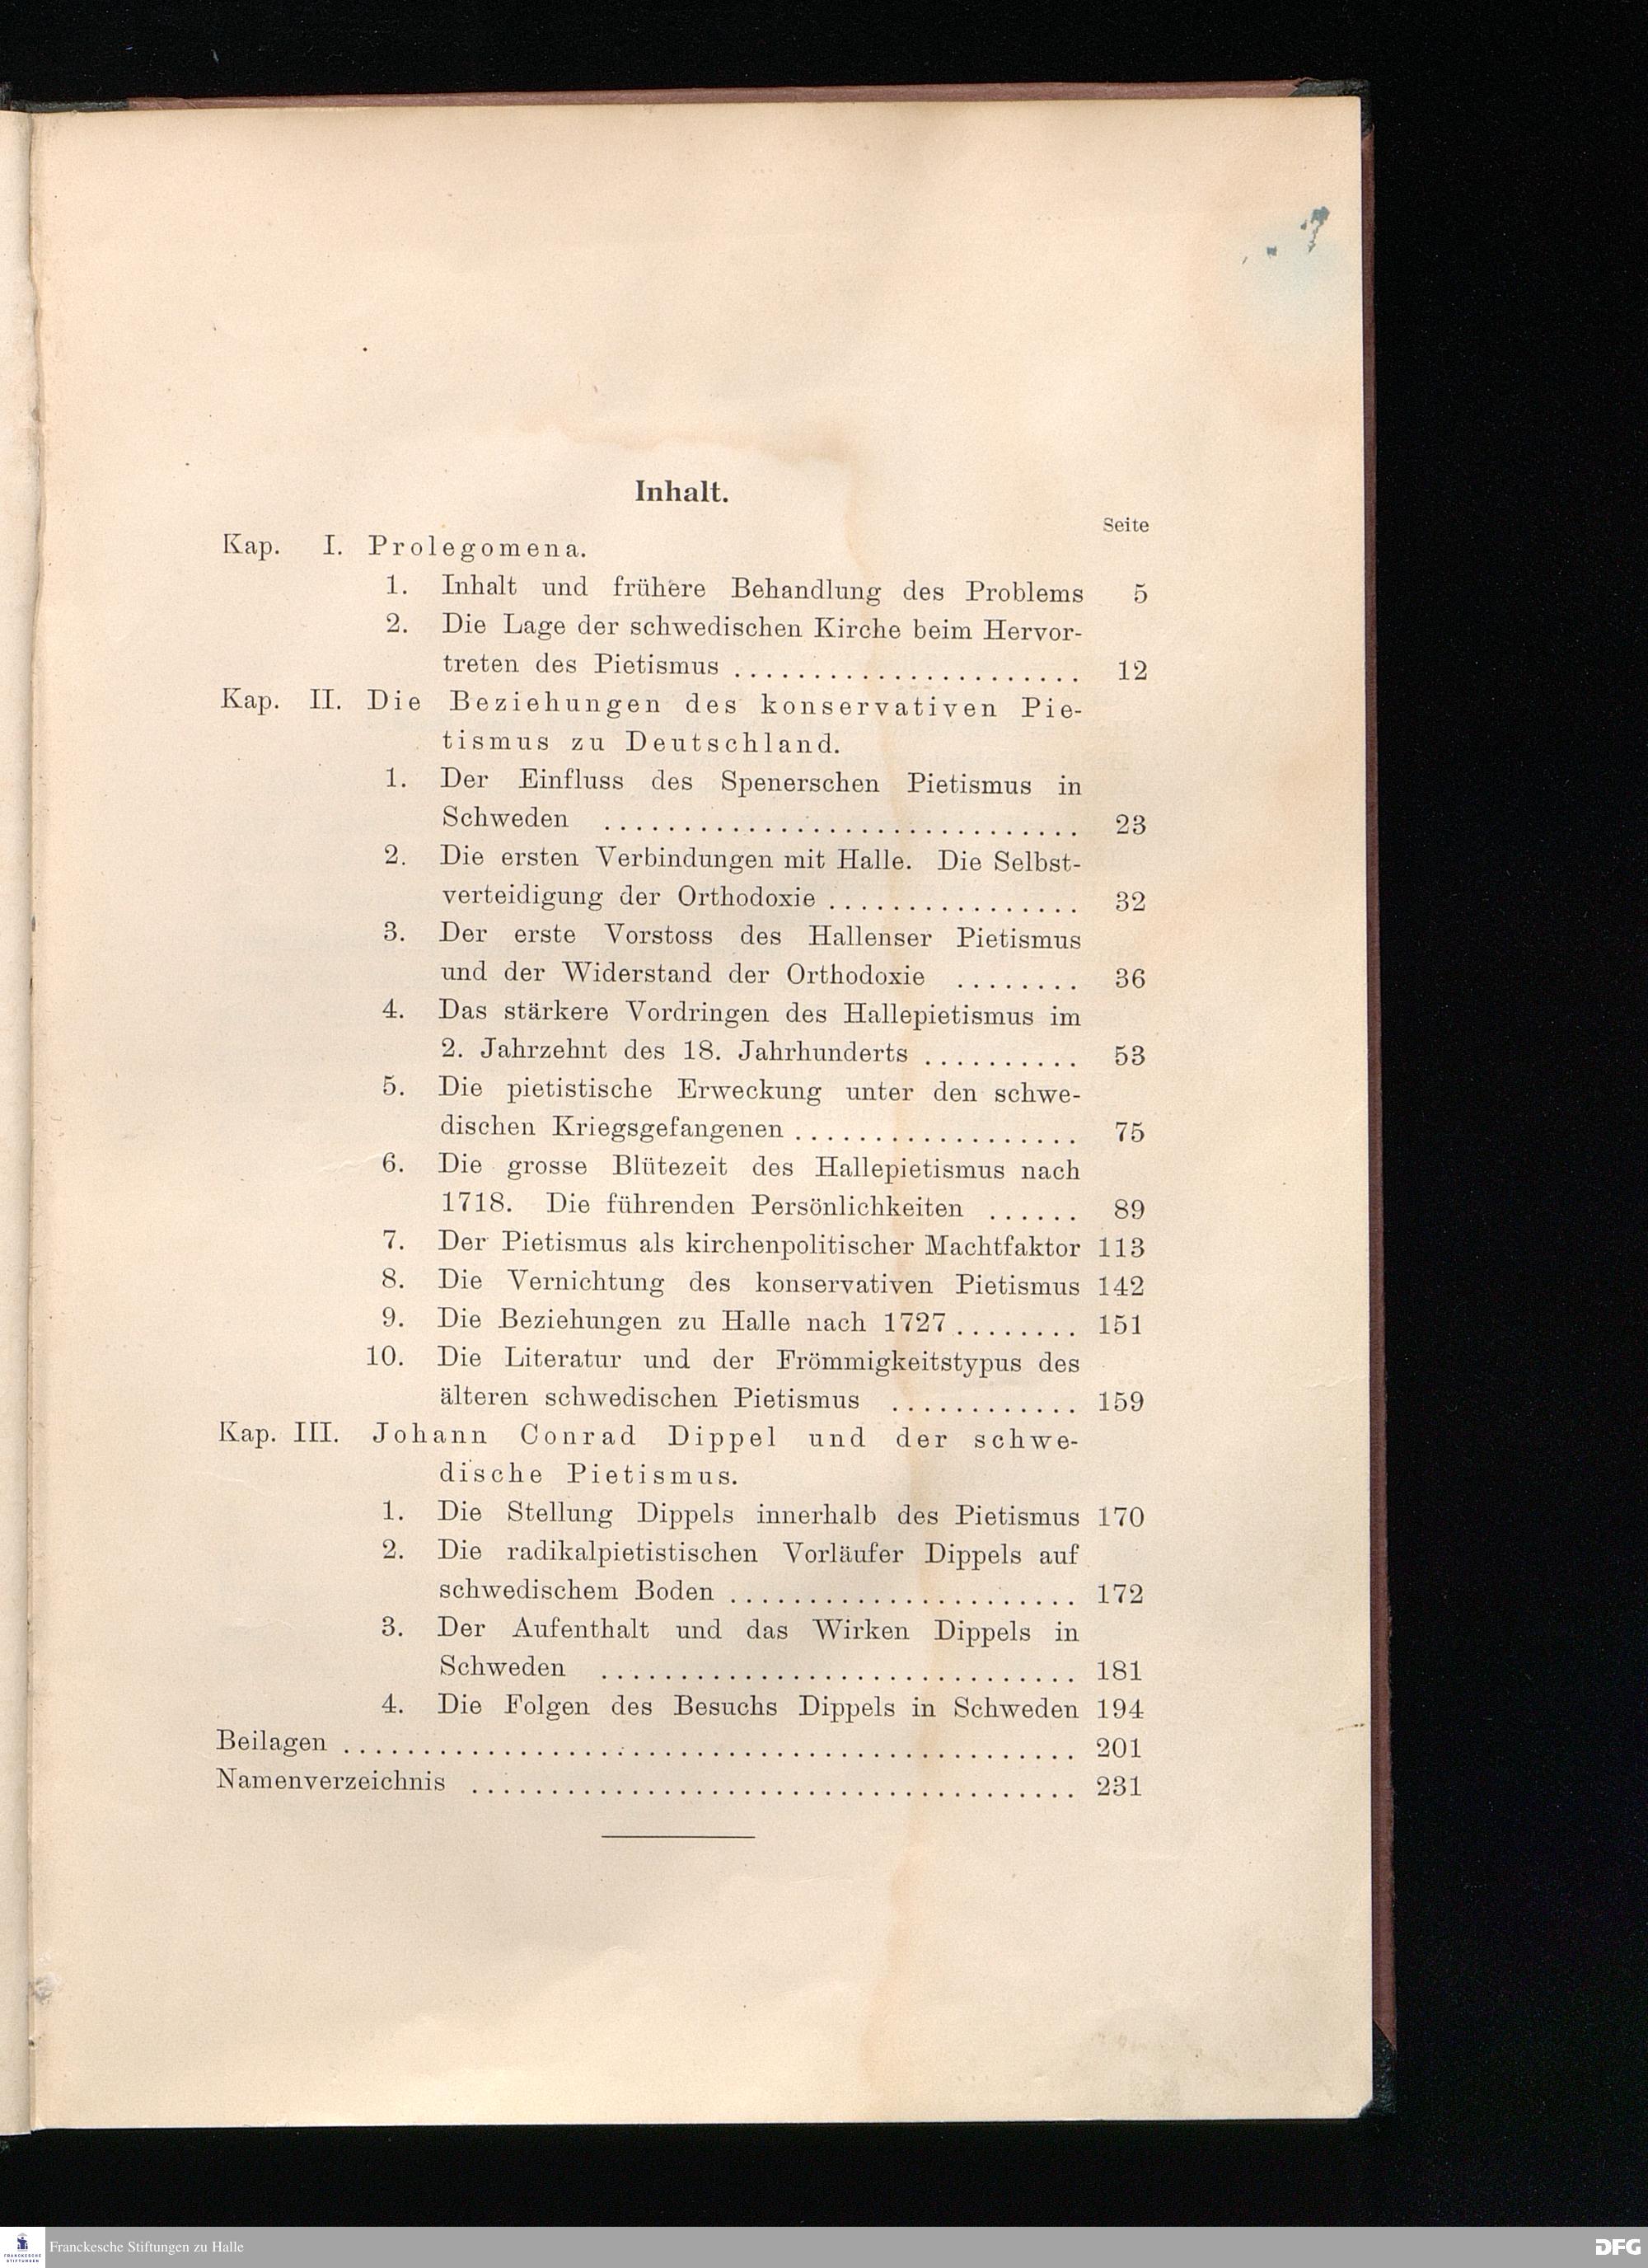 Inhalt.
Seite
Kap. I. Prolegomena.
1. Inhalt und frühere Behandlung des Problems 5
2. Die Lage der schwedischen Kirche beim Hervor-
treten des Pietismus ...................... 12
Kap. II. Die Beziehungen des konservativen Pie-
tismus zu Deutschland.
1. Der Einfluss des Spenerschen Pietismus in
Schweden .............................. 23
2. Die ersten Verbindungen mit Halle. Die Selbst-
verteidigung der Orthodoxie ................ 32
3. Der erste Vorstoss des Hallenser Pietismus
und der Widerstand der Orthodoxie ........ 36
4. Das stärkere Vordringen des Hallepietismus im
2. Jahrzehnt des 18. Jahrhunderts .......... 53
5. Die pietistische Erweckung unter den schwe-
dischen Kriegsgefangenen .................. 75
6. Die grosse Blütezeit des Hallepietismus nach
1718. Die führenden Persönlichkeiten ...... 89
7. Der Pietismus als kirchenpolitischer Machtfaktor 113
8. Die Vernichtung des konservativen Pietismus 142
9. Die Beziehungen zu Halle nach 1727 ........ 151
10. Die Literatur und der Frömmigkeitstypus des
älteren schwedischen Pietismus ............ 159
Kap. III. Johann Conrad Dippel und der schwe-
dische Pietismus.
1. Die Stellung Dippels innerhalb des Pietismus 170
2. Die radikalpietistischen Vorläufer Dippels auf
schwedischem Boden ...................... 172
3. Der Aufenthalt und das Wirken Dippels in
Schweden .............................. 181
4. Die Folgen des Besuchs Dippels in Schweden 194
Beilagen .............................................. 201
Namenverzeichnis ...................................... 231
FRANCKESCHE
STIFTUNGEN
Franckesche Stiftungen zu Halle
DFG